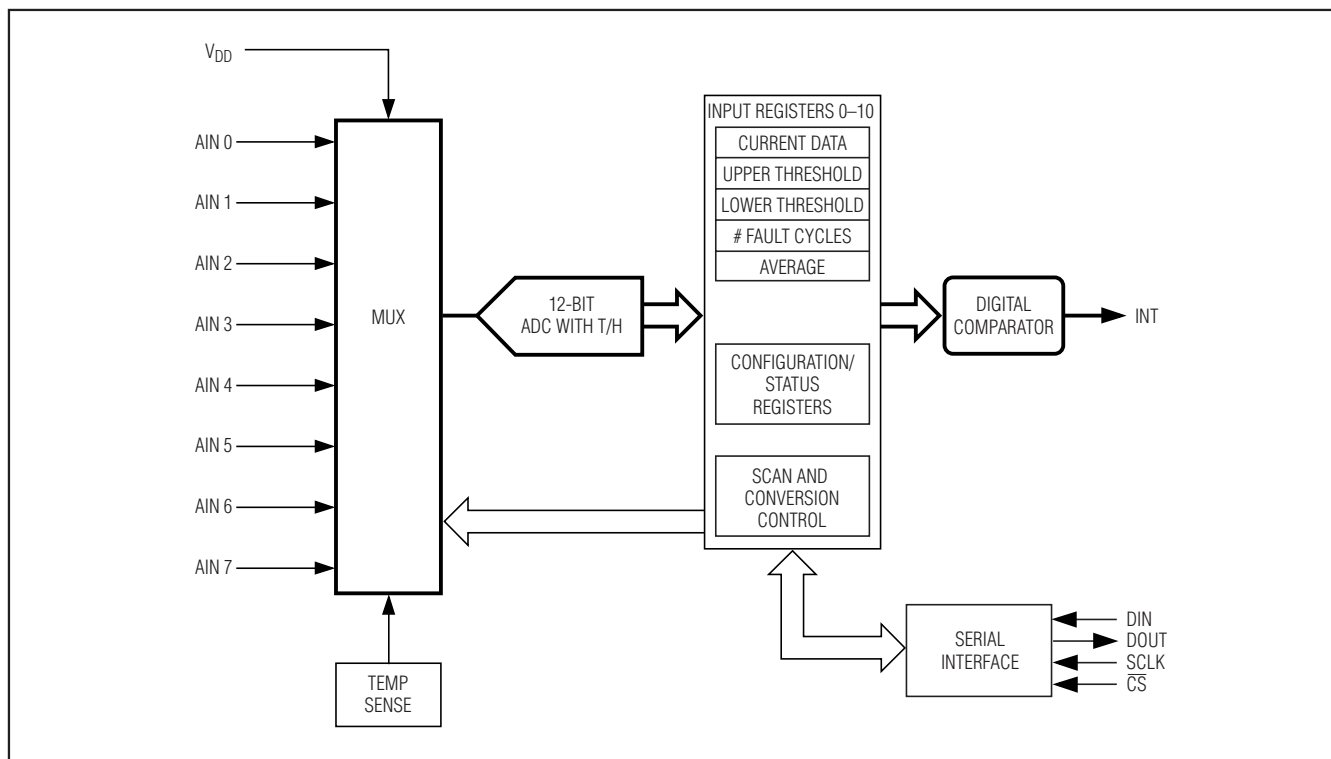 VDD
AIN 0
AIN 1
AIN 2
AIN 3
AIN 4
AIN 5
AIN 6
AIN 7
MUX
TEMP
SENSE
12-BIT
ADC WITH T/H
INPUT REGISTERS 0–10
CURRENT DATA
UPPER THRESHOLD
LOWER THRESHOLD
# FAULT CYCLES
AVERAGE
CONFIGURATION/
STATUS
REGISTERS
SCAN AND
CONVERSION
CONTROL
DIGITAL
COMPARATOR
INT
SERIAL
INTERFACE
DIN
DOUT
SCLK
C̅S̅